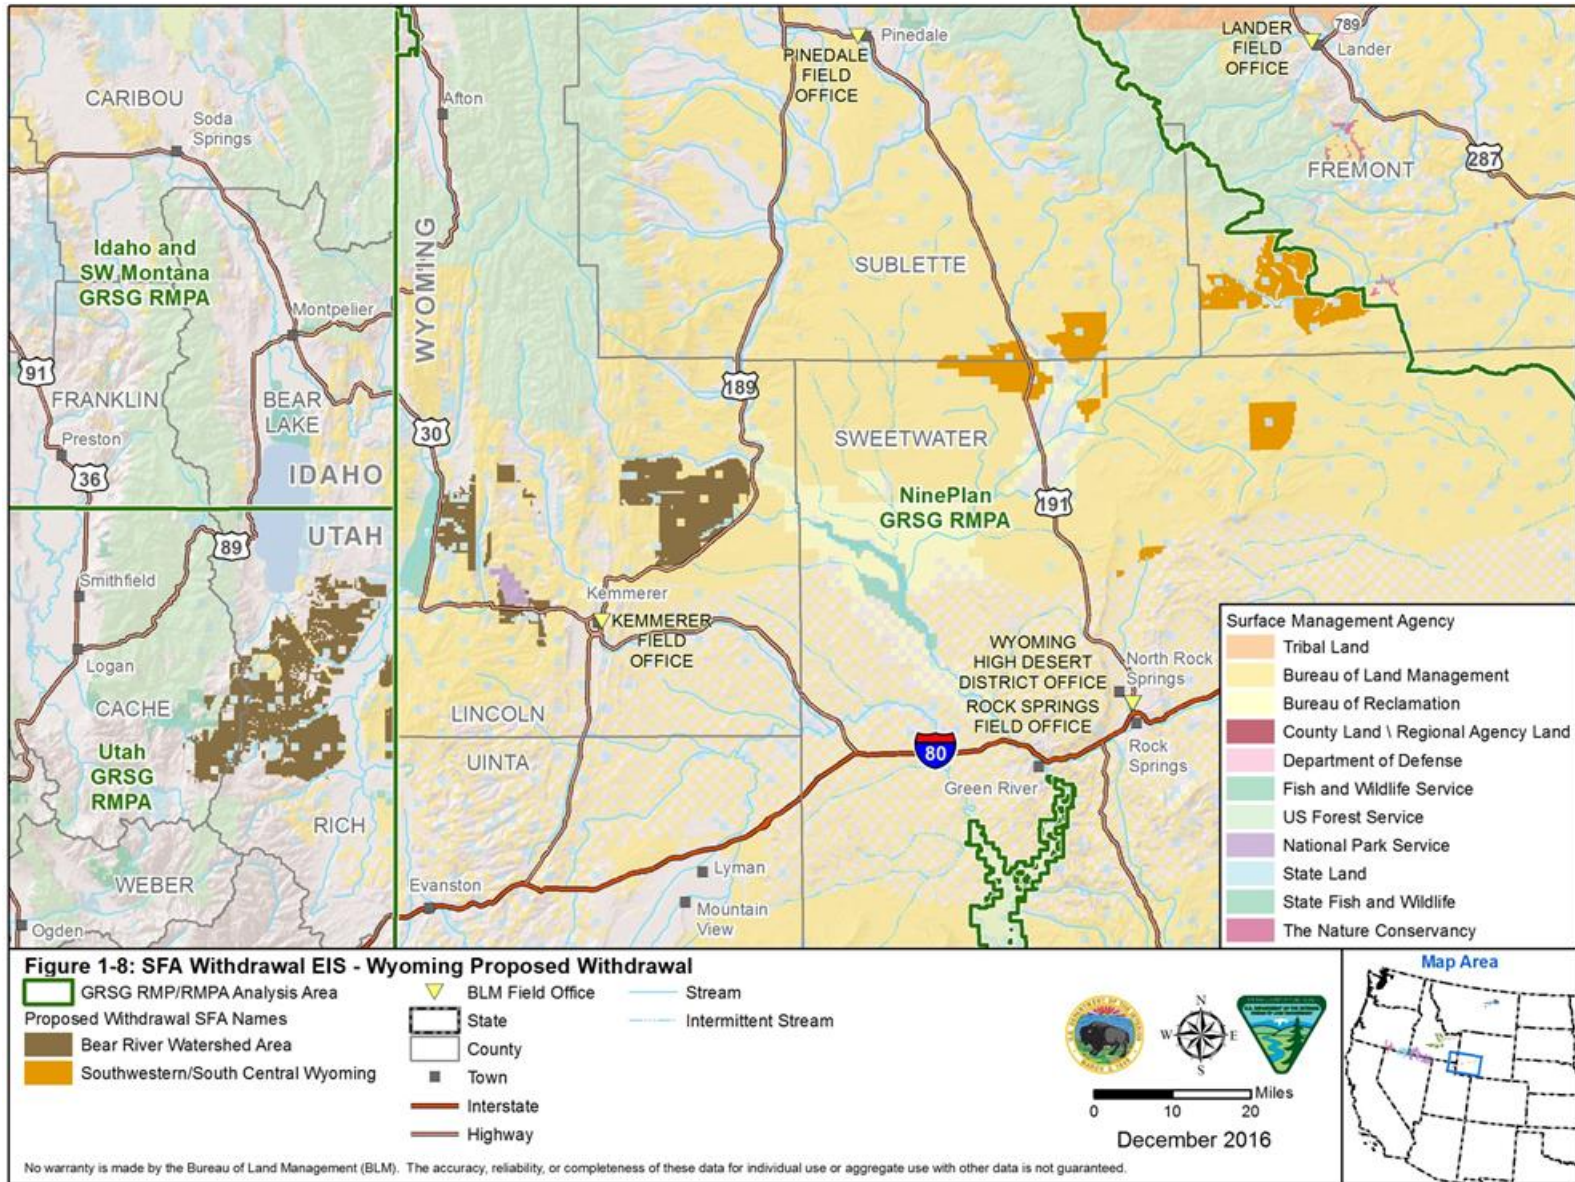 PINEDALE
FIELD
OFFICE
Pinedale
LANDER
FIELD
OFFICE
789
Lander
CARIBOU
Soda
Springs
Afton
287
FREMONT
WYOMING
Idaho and
SW Montana
GRSG RMPA
SUBLETTE
Montpelier
91
FRANKLIN
BEAR
LAKE
189
30
Preston
36
IDAHO
SWEETWATER
NinePlan
GRSG RMPA
191
UTAH
89
Smithfield
Kemmerer
KEMMERER
FIELD
OFFICE
Logan
CACHE
Utah
GRSG
RMPA
LINCOLN
UINTA
WYOMING
HIGH DESERT
DISTRICT OFFICE
ROCK SPRINGS
FIELD OFFICE
North Rock
Springs
Rock
Springs
80
Green River
RICH
WEBER
Evanston
Lyman
Mountain
View
Ogden
Surface Management Agency
Tribal Land
Bureau of Land Management
Bureau of Reclamation
County Land \ Regional Agency Land
Department of Defense
Fish and Wildlife Service
US Forest Service
National Park Service
State Land
State Fish and Wildlife
The Nature Conservancy
Figure 1-8: SFA Withdrawal EIS - Wyoming Proposed Withdrawal
GRSG RMP/RMPA Analysis Area
Proposed Withdrawal SFA Names
Bear River Watershed Area
Southwestern/South Central Wyoming
BLM Field Office
State
County
Town
Interstate
Highway
Stream
Intermittent Stream
N
W E
S
Miles
0 10 20
December 2016
Map Area
No warranty is made by the Bureau of Land Management (BLM). The accuracy, reliability, or completeness of these data for individual use or aggregate use with other data is not guaranteed.